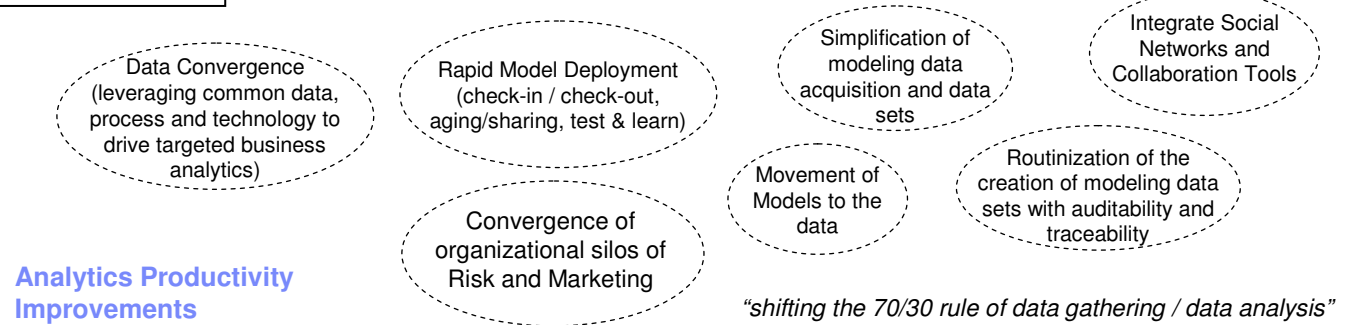 Data Convergence
(leveraging common data,
process and technology to
drive targeted business
analytics)
Rapid Model Deployment
(check-in / check-out,
aging/sharing, test & learn)
Simplification of
modeling data
acquisition and data
sets
Integrate Social
Networks and
Collaboration Tools
Convergence of
organizational silos of
Risk and Marketing
Movement of
Models to the
data
Routinization of the
creation of modeling data
sets with auditability and
traceability
Analytics Productivity
Improvements
“shifting the 70/30 rule of data gathering / data analysis”